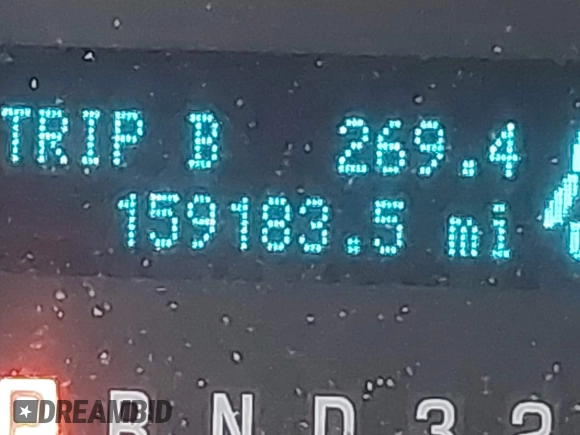 TRIP B 269.4
159183.5 mi
P R N D 3 2
DREAMBID